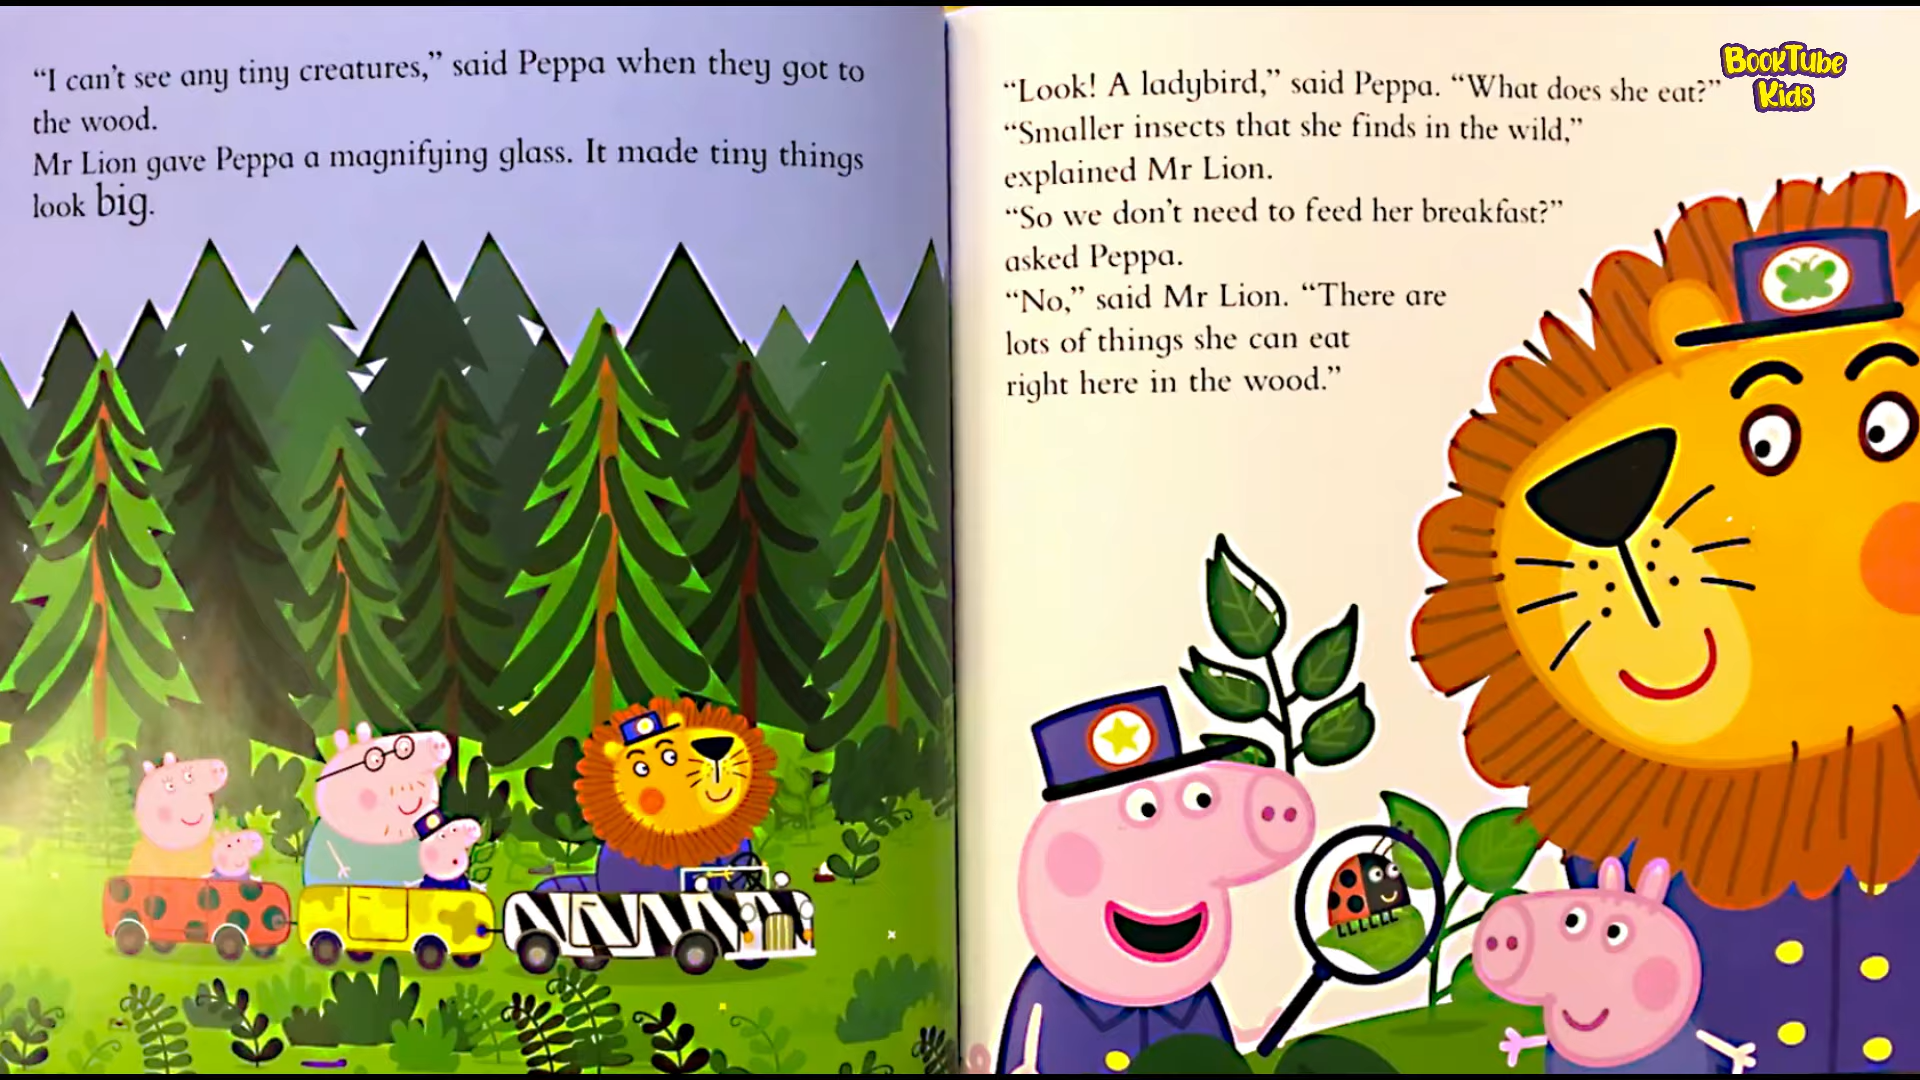 “I can’t see any tiny creatures,” said Peppa when they got to
the wood.
Mr Lion gave Peppa a magnifying glass. It made tiny things
look big.
“Look! A ladybird,” said Peppa. “What does she eat?”
“Smaller insects that she finds in the wild,”
explained Mr Lion.
“So we don’t need to feed her breakfast?”
asked Peppa.
“No,” said Mr Lion. “There are
lots of things she can eat
right here in the wood.”
BookTube
Kids